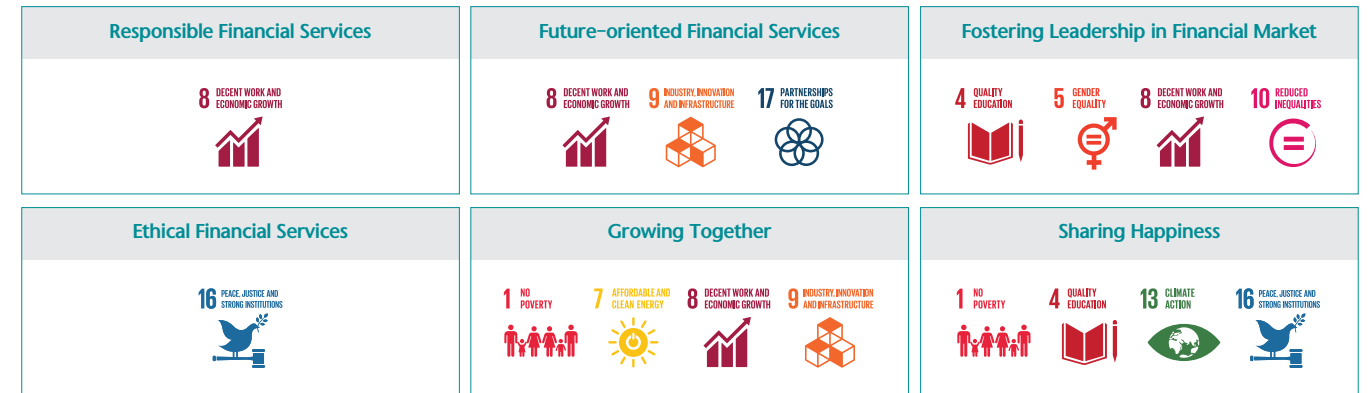 Responsible Financial Services
8 DECENT WORK AND
ECONOMIC GROWTH
Future-oriented Financial Services
8 DECENT WORK AND
ECONOMIC GROWTH
9 INDUSTRY, INNOVATION
AND INFRASTRUCTURE
17 PARTNERSHIPS
FOR THE GOALS
Fostering Leadership in Financial Market
4 QUALITY
EDUCATION
5 GENDER
EQUALITY
8 DECENT WORK AND
ECONOMIC GROWTH
10 REDUCED
INEQUALITIES
Ethical Financial Services
16 PEACE, JUSTICE AND
STRONG INSTITUTIONS
Growing Together
1 NO
POVERTY
7 AFFORDABLE AND
CLEAN ENERGY
8 DECENT WORK AND
ECONOMIC GROWTH
9 INDUSTRY, INNOVATION
AND INFRASTRUCTURE
Sharing Happiness
1 NO
POVERTY
4 QUALITY
EDUCATION
13 CLIMATE
ACTION
16 PEACE, JUSTICE AND
STRONG INSTITUTIONS